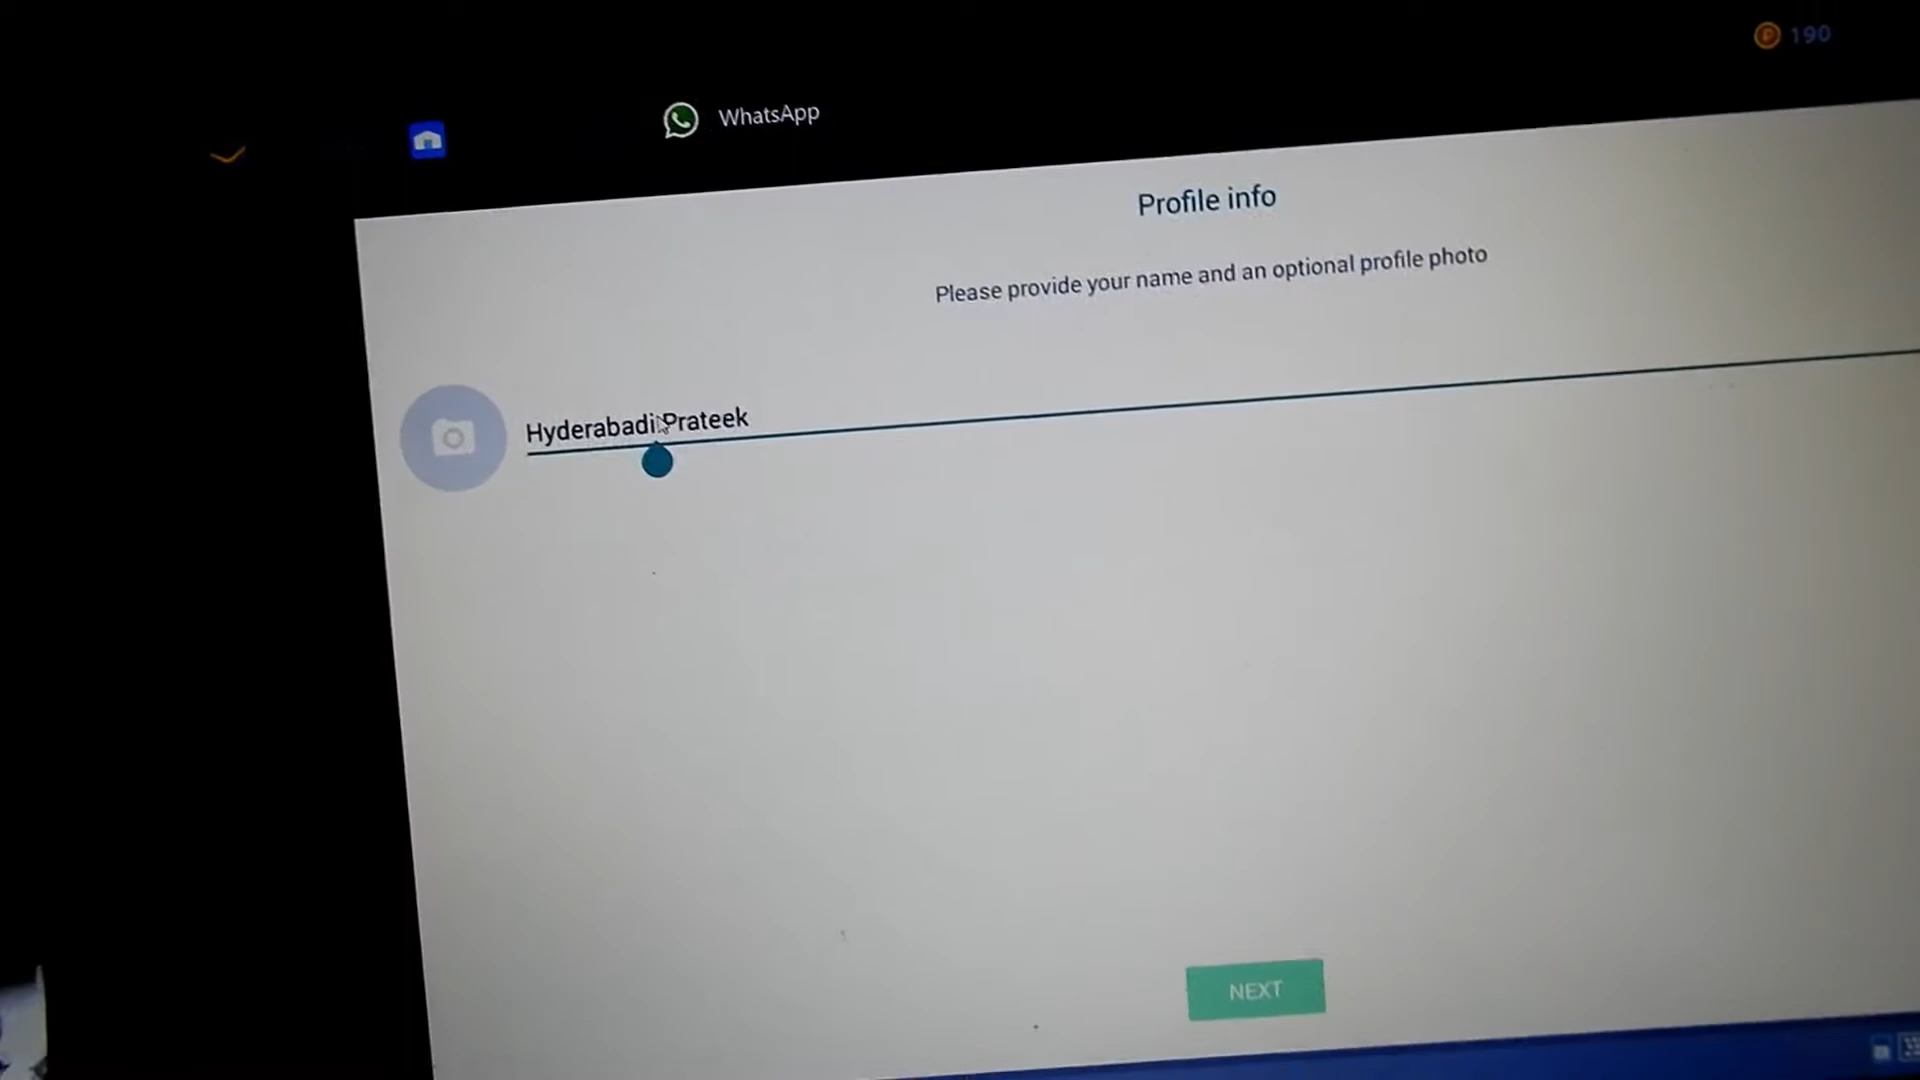 190
WhatsApp
Profile info
Please provide your name and an optional profile photo
Hyderabadi Prateek
NEXT